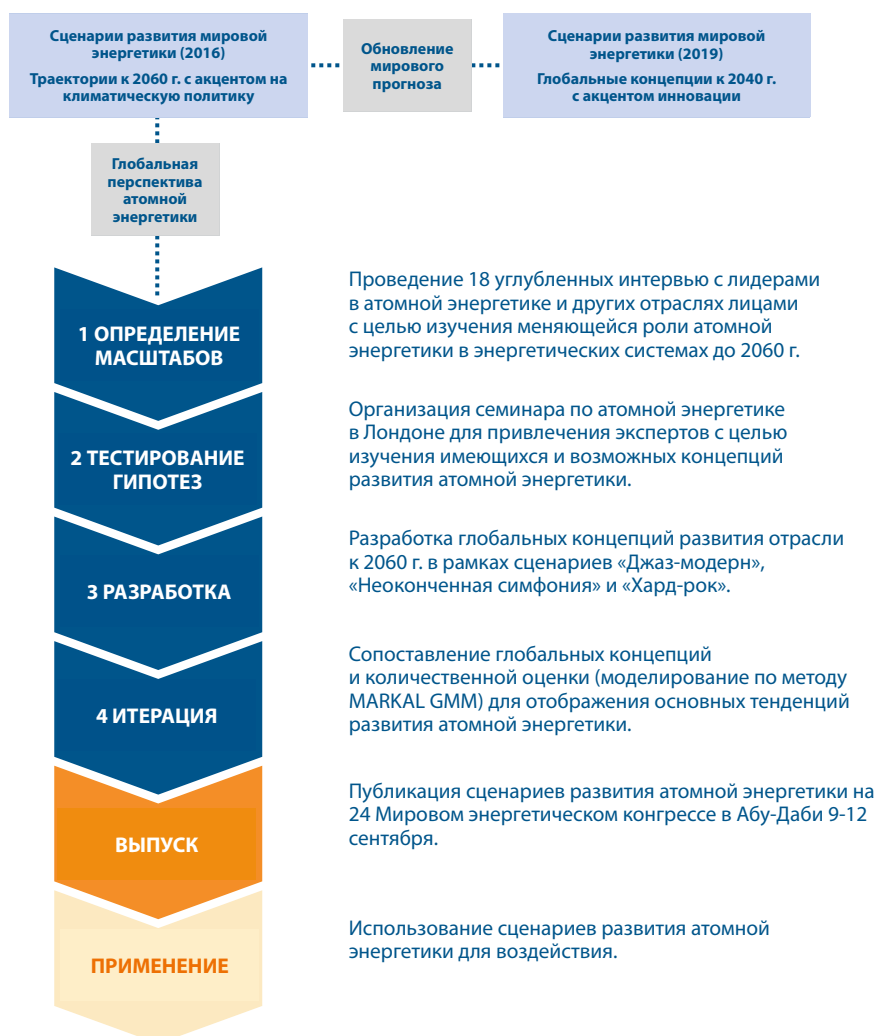 Сценарии развития мировой
энергетики (2016)
Траектории к 2060 г. с акцентом на
климатическую политику
Обновление
мирового
прогноза
Сценарии развития мировой
энергетики (2019)
Глобальные концепции к 2040 г.
с акцентом инновации
Глобальная
перспектива
атомной
энергетики
1 ОПРЕДЕЛЕНИЕ
МАСШТАБОВ
Проведение 18 углубленных интервью с лидерами
в атомной энергетике и других отраслях лицами
с целью изучения меняющейся роли атомной
энергетики в энергетических системах до 2060 г.
2 ТЕСТИРОВАНИЕ
ГИПОТЕЗ
Организация семинара по атомной энергетике
в Лондоне для привлечения экспертов с целью
изучения имеющихся и возможных концепций
развития атомной энергетики.
3 РАЗРАБОТКА
Разработка глобальных концепций развития отрасли
к 2060 г. в рамках сценариев «Джаз-модерн»,
«Неоконченная симфония» и «Хард-рок».
4 ИТЕРАЦИЯ
Сопоставление глобальных концепций
и количественной оценки (моделирование по методу
MARKAL GMM) для отображения основных тенденций
развития атомной энергетики.
ВЫПУСК
Публикация сценариев развития атомной энергетики на
24 Мировом энергетическом конгрессе в Абу-Даби 9-12
сентября.
ПРИМЕНЕНИЕ
Использование сценариев развития атомной
энергетики для воздействия.